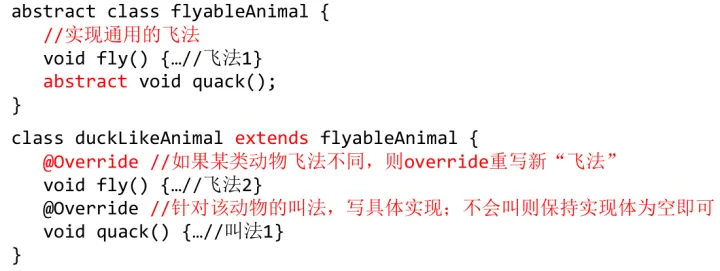 abstract class flyableAnimal {
//实现通用的飞法
void fly() {…//飞法1}
abstract void quack();
}
class duckLikeAnimal extends flyableAnimal {
@Override //如果某类动物飞法不同，则override重写新“飞法”
void fly() {…//飞法2}
@Override //针对该动物的叫法，写具体实现；不会叫则保持实现体为空即可
void quack() {…//叫法1}
}